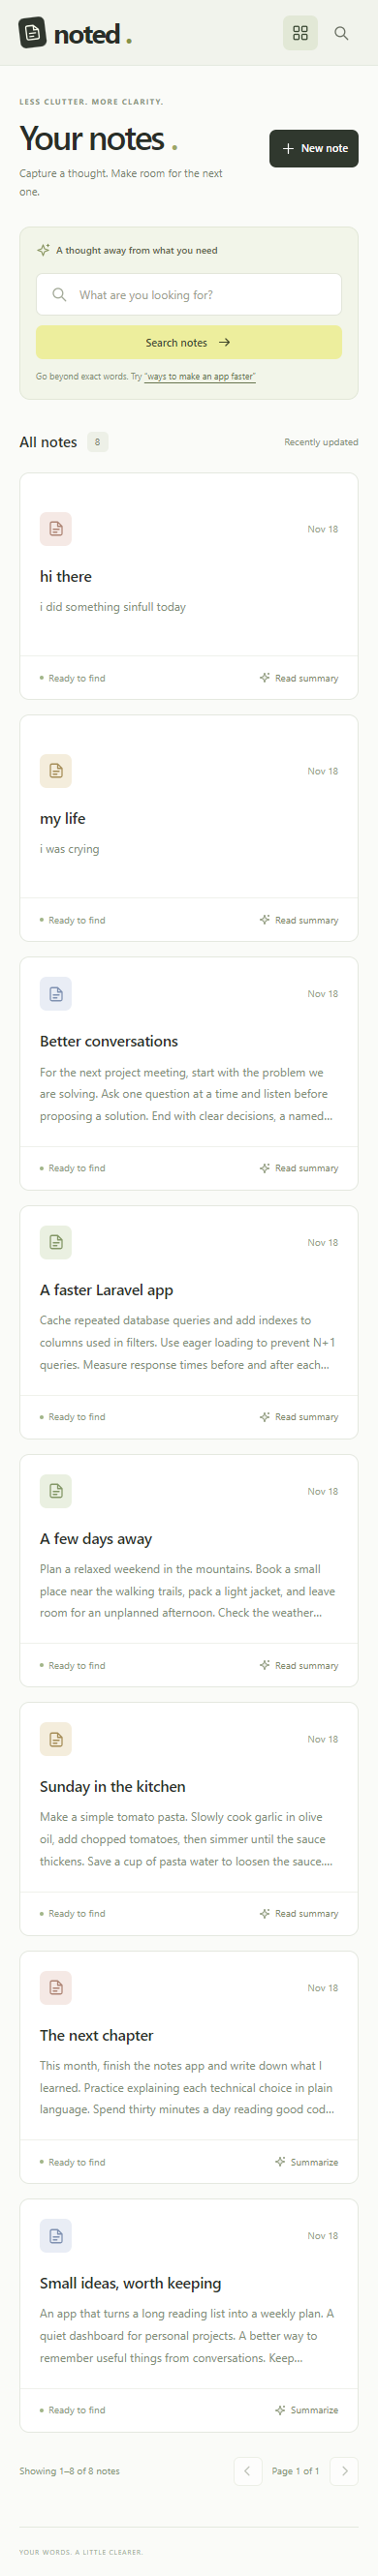 noted .
LESS CLUTTER. MORE CLARITY.
Your notes .
Capture a thought. Make room for the next
one.
New note
A thought away from what you need
What are you looking for?
Search notes
Go beyond exact words. Try "ways to make an app faster"
All notes 8 Recently updated
Nov 18
hi there
i did something sinfull today
Ready to find Read summary
Nov 18
my life
i was crying
Ready to find Read summary
Nov 18
Better conversations
For the next project meeting, start with the problem we
are solving. Ask one question at a time and listen before
proposing a solution. End with clear decisions, a named...
Ready to find Read summary
Nov 18
A faster Laravel app
Cache repeated database queries and add indexes to
columns used in filters. Use eager loading to prevent N+1
queries. Measure response times before and after each...
Ready to find Read summary
Nov 18
A few days away
Plan a relaxed weekend in the mountains. Book a small
place near the walking trails, pack a light jacket, and leave
room for an unplanned afternoon. Check the weather...
Ready to find Read summary
Nov 18
Sunday in the kitchen
Make a simple tomato pasta. Slowly cook garlic in olive
oil, add chopped tomatoes, then simmer until the sauce
thickens. Save a cup of pasta water to loosen the sauce....
Ready to find Read summary
Nov 18
The next chapter
This month, finish the notes app and write down what I
learned. Practice explaining each technical choice in plain
language. Spend thirty minutes a day reading good cod...
Ready to find Summarize
Nov 18
Small ideas, worth keeping
An app that turns a long reading list into a weekly plan. A
quiet dashboard for personal projects. A better way to
remember useful things from conversations. Keep...
Ready to find Summarize
Showing 1–8 of 8 notes Page 1 of 1
YOUR WORDS. A LITTLE CLEARER.